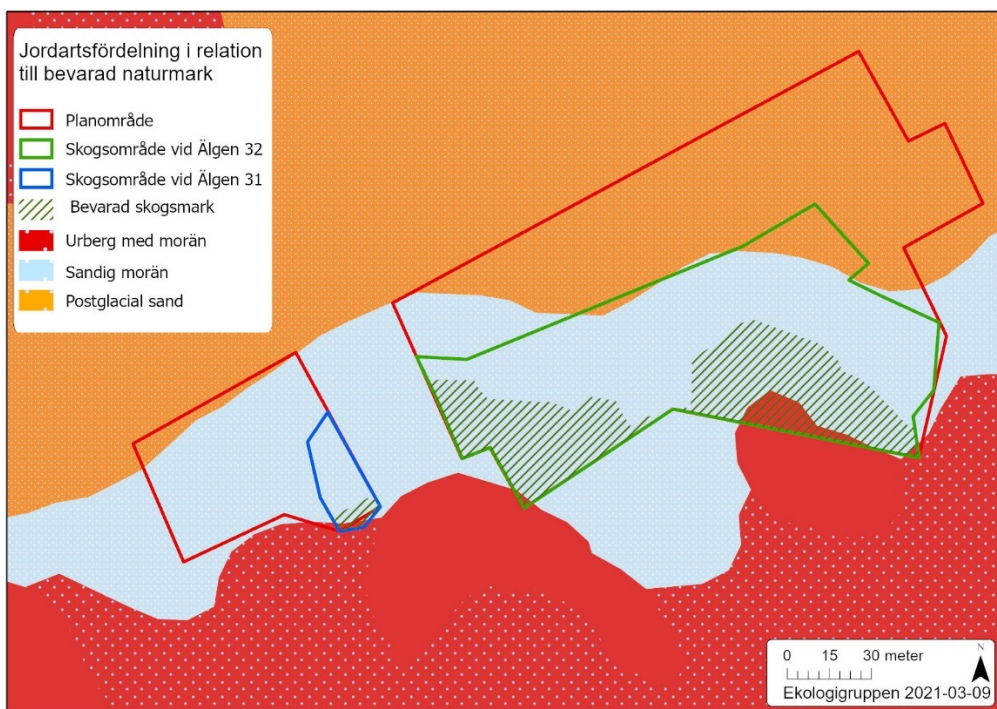 Jordartsfördelning i relation
till bevarad naturmark
Planområde
Skogsområde vid Älgen 32
Skogsområde vid Älgen 31
Bevarad skogsmark
Urberg med morän
Sandig morän
Postglacial sand
N
0 15 30 meter
Ekologigruppen 2021-03-09